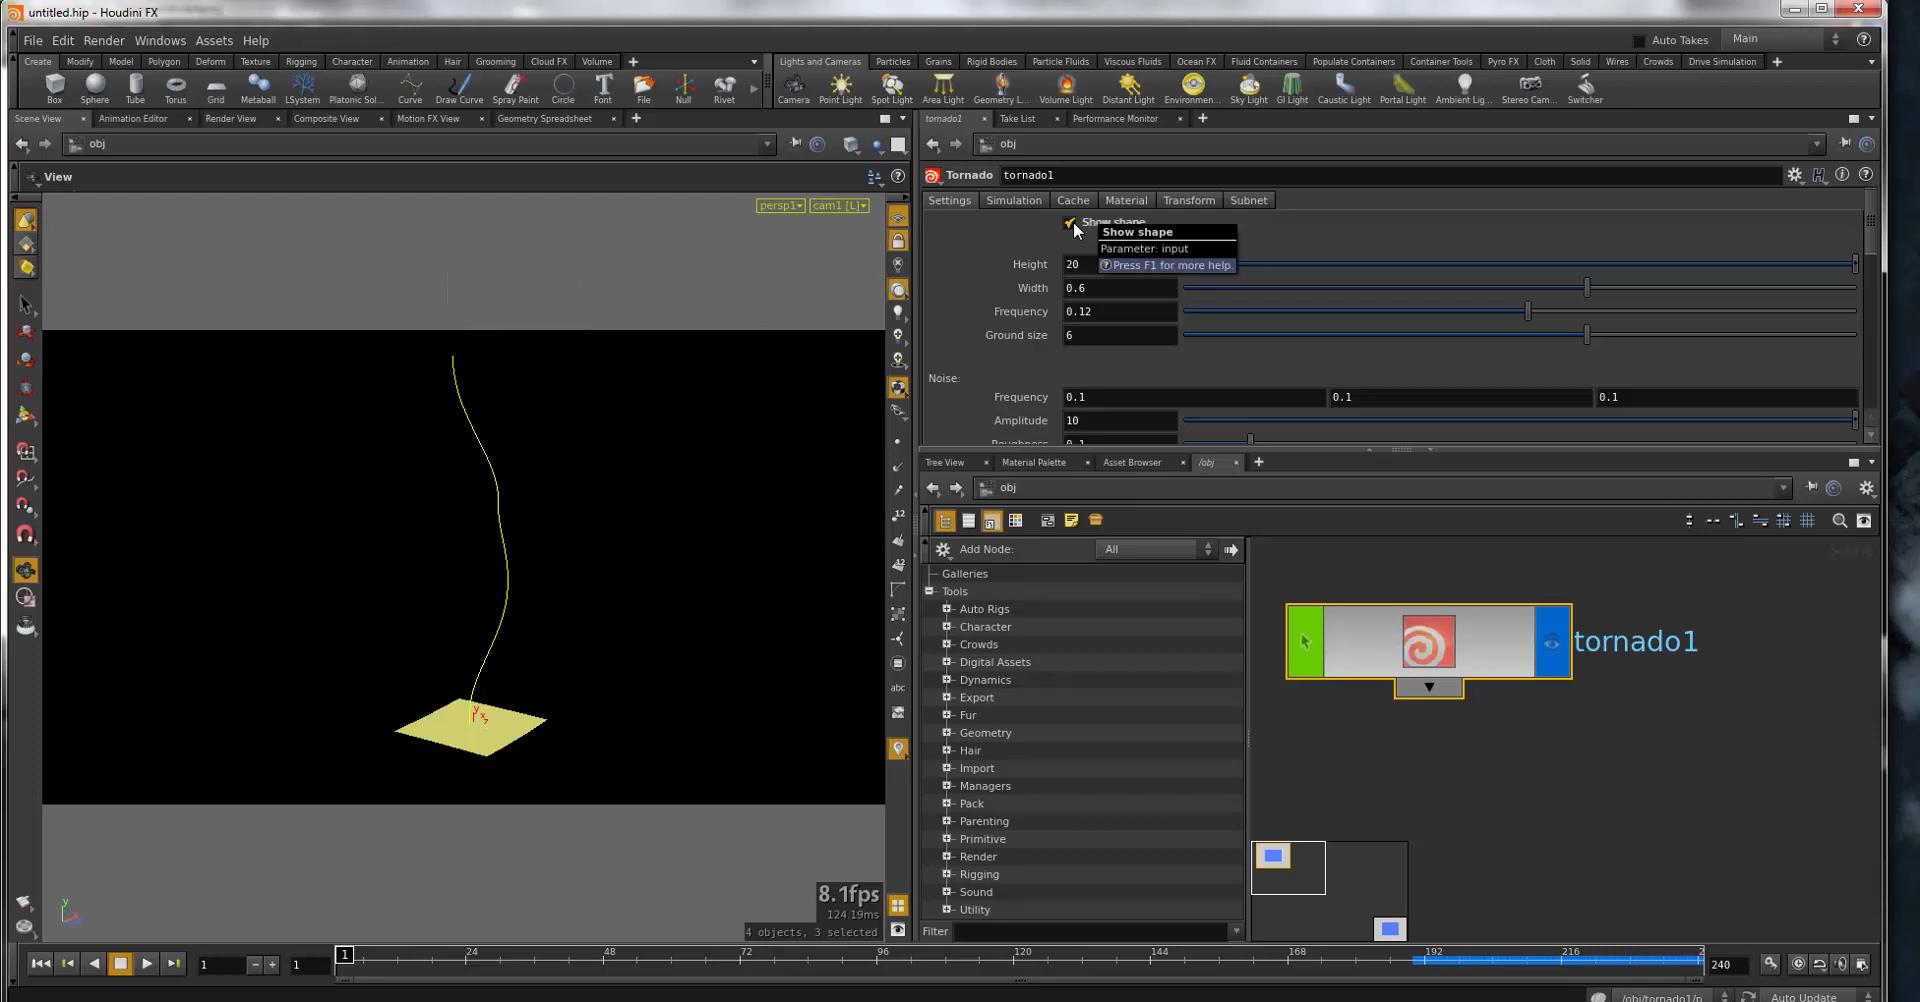 untitled.hip - Houdini FX
File Edit Render Windows Assets Help
Auto Takes Main
Create Modify Model Polygon Deform Texture Rigging Character Animation Hair Grooming Cloud FX Volume
Lights and Cameras Particles Grains Rigid Bodies Particle Fluids Viscous Fluids Ocean FX Fluid Containers Populate Containers Container Tools Pyro FX Cloth Solid Wires Crowds Drive Simulation
Box Sphere Tube Torus Grid Metaball LSystem Platonic Sol... Curve Draw Curve Spray Paint Circle Font File Null Rivet
Camera Point Light Spot Light Area Light Geometry L... Volume Light Distant Light Environmen... Sky Light GI Light Caustic Light Portal Light Ambient Lig... Stereo Cam... Switcher
Scene View Animation Editor Render View Composite View Motion FX View Geometry Spreadsheet
tornado1 Take List Performance Monitor
obj
obj
View
Tornado tornado1
Settings Simulation Cache Material Transform Subnet
persp1 cam1 [L]
Show shape
Show shape
Parameter: input
Press F1 for more help.
Height 20
Width 0.6
Frequency 0.12
Ground size 6
Noise:
Frequency 0.1 0.1 0.1
Amplitude 10
Roughness 0.1
Tree View Material Palette Asset Browser /obj
obj
Add Node: All
Galleries
Tools
Auto Rigs
Character
Crowds
Digital Assets
Dynamics
Export
Fur
Geometry
Hair
Import
Managers
Pack
Parenting
Primitive
Render
Rigging
Sound
Utility
Filter
tornado1
12
12
abc
y x z
y x
8.1fps
124.19ms
4 objects, 3 selected
1 1 1 24 48 72 96 120 144 168 192 216 2 240
/obj/tornado1/p Auto Update